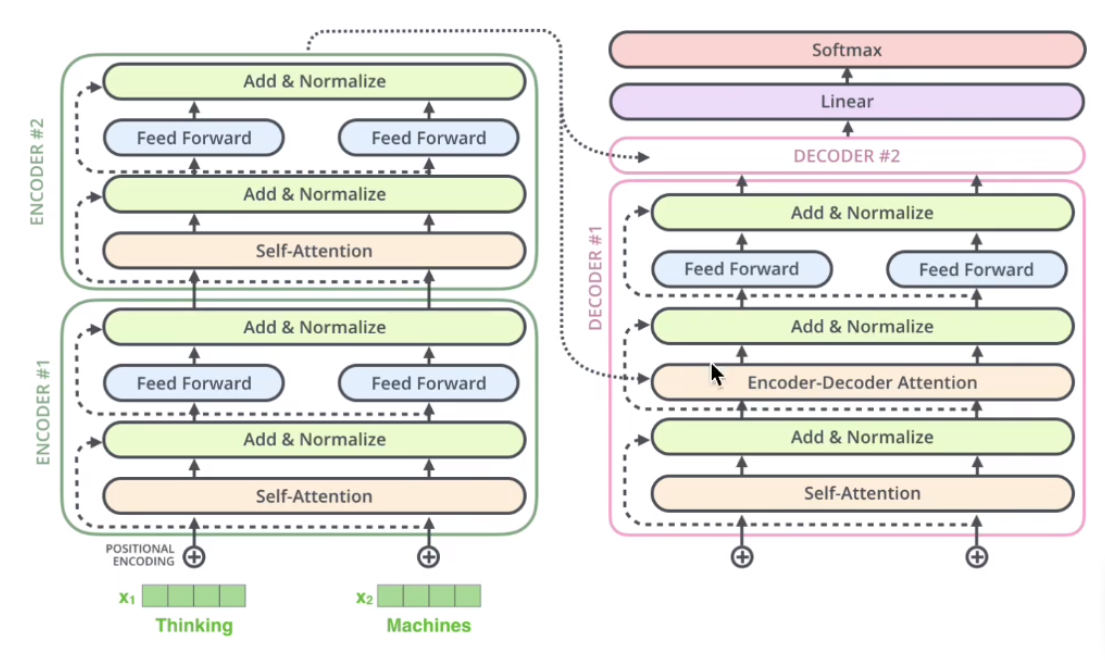 ENCODER #2
Add & Normalize
Feed Forward
Feed Forward
Add & Normalize
Self-Attention
ENCODER #1
Add & Normalize
Feed Forward
Feed Forward
Add & Normalize
Self-Attention
POSITIONAL
ENCODING
x₁
x₂
Thinking
Machines
Softmax
Linear
DECODER #2
DECODER #1
Add & Normalize
Feed Forward
Feed Forward
Add & Normalize
Encoder-Decoder Attention
Add & Normalize
Self-Attention